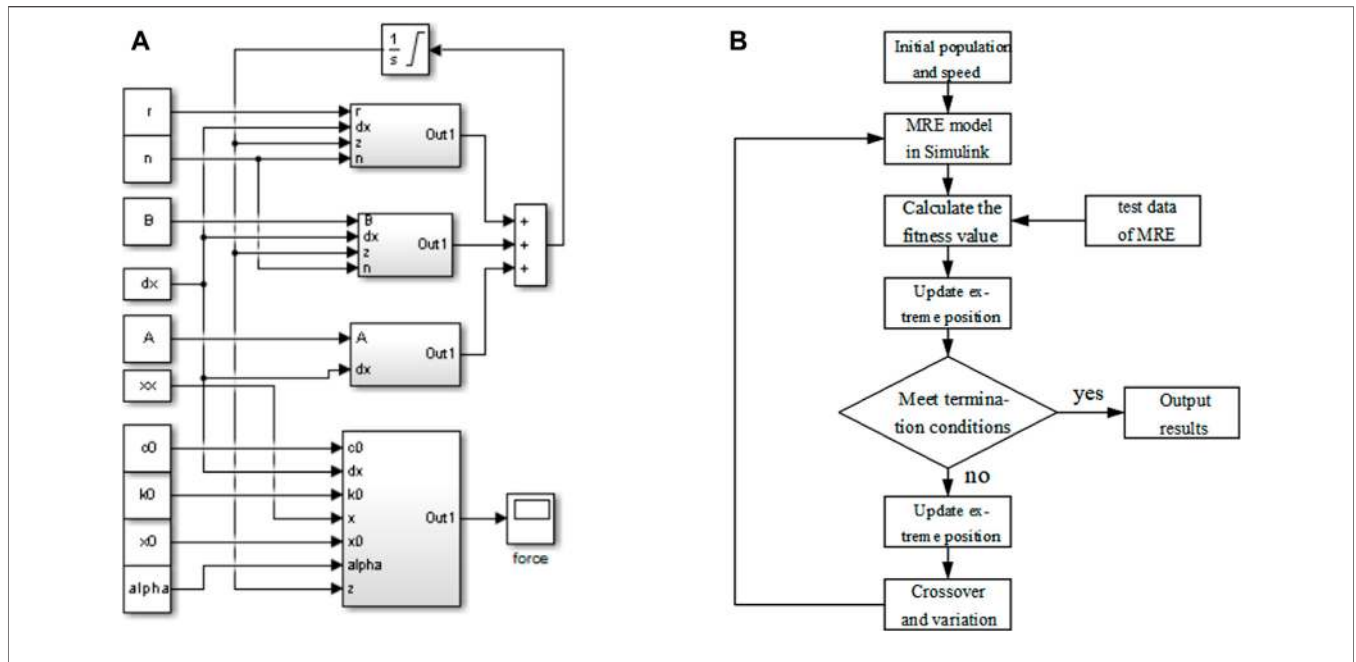 A
1
s
r
n
B
dx
A
xx
c0
k0
x0
alpha
r
dx
z
n
Out1
B
dx
z
n
Out1
A
dx
Out1
+
+
+
c0
dx
k0
x
x0
alpha
z
Out1
force
B
Initial population
and speed
MRE model
in Simulink
Calculate the
fitness value
test data
of MRE
Update ex-
treme position
Meet termina-
tion conditions
yes
Output
results
no
Update ex-
treme position
Crossover
and variation